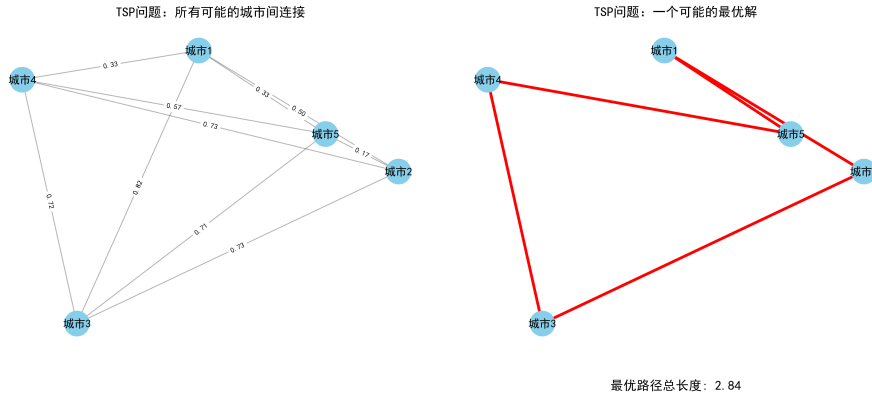 TSP问题：所有可能的城市间连接
城市1
城市4
0.33
0.33
0.50
0.57
0.73
城市5
0.17
城市2
0.82
0.72
0.71
0.73
城市3
TSP问题：一个可能的最优解
城市1
城市4
城市5
城市
城市3
最优路径总长度: 2.84